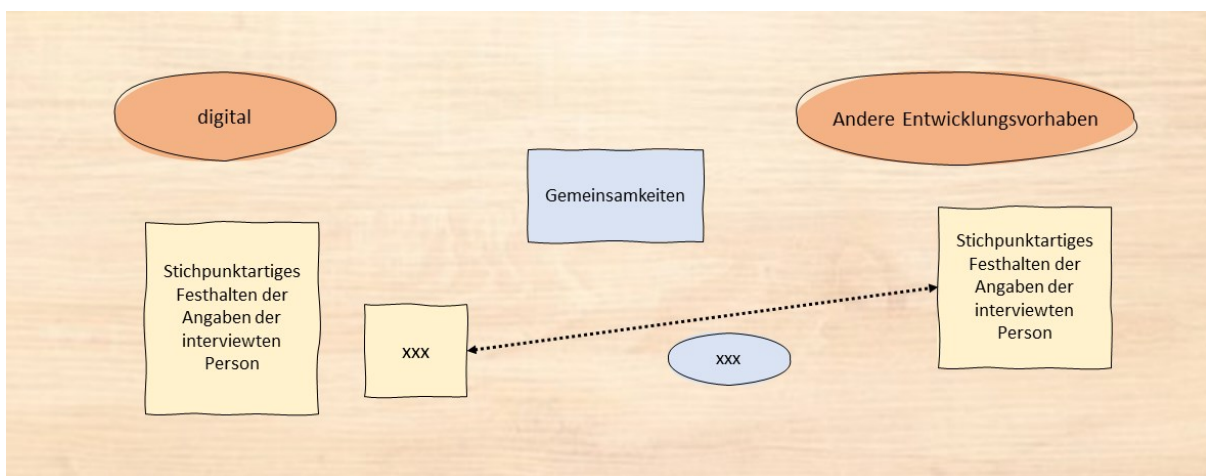 digital
Andere Entwicklungsvorhaben
Gemeinsamkeiten
Stichpunktartiges
Festhalten der
Angaben der
interviewten
Person
xxx
xxx
Stichpunktartiges
Festhalten der
Angaben der
interviewten
Person